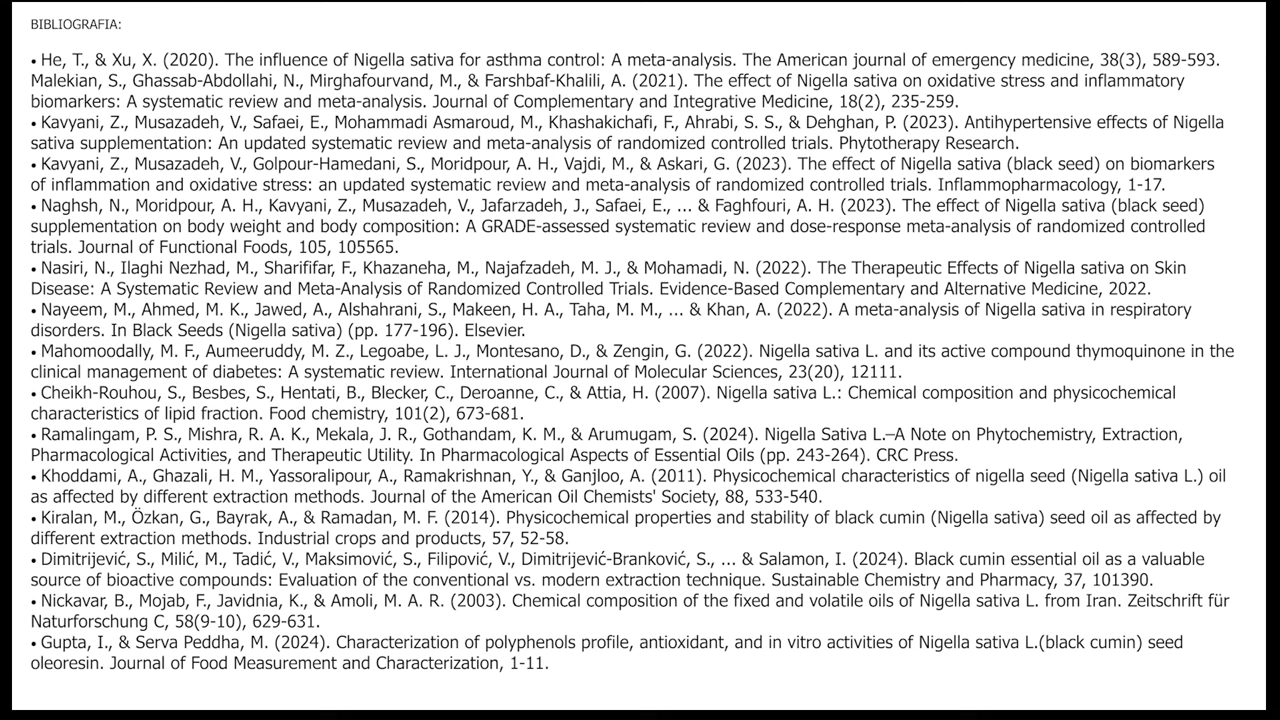 BIBLIOGRAFIA:
• He, T., & Xu, X. (2020). The influence of Nigella sativa for asthma control: A meta-analysis. The American journal of emergency medicine, 38(3), 589-593.
Malekian, S., Ghassab-Abdollahi, N., Mirghafourvand, M., & Farshbaf-Khalili, A. (2021). The effect of Nigella sativa on oxidative stress and inflammatory
biomarkers: A systematic review and meta-analysis. Journal of Complementary and Integrative Medicine, 18(2), 235-259.
• Kavyani, Z., Musazadeh, V., Safaei, E., Mohammadi Asmaroud, M., Khashakichafi, F., Ahrabi, S. S., & Dehghan, P. (2023). Antihypertensive effects of Nigella
sativa supplementation: An updated systematic review and meta-analysis of randomized controlled trials. Phytotherapy Research.
• Kavyani, Z., Musazadeh, V., Golpour-Hamedani, S., Moridpour, A. H., Vajdi, M., & Askari, G. (2023). The effect of Nigella sativa (black seed) on biomarkers
of inflammation and oxidative stress: an updated systematic review and meta-analysis of randomized controlled trials. Inflammopharmacology, 1-17.
• Naghsh, N., Moridpour, A. H., Kavyani, Z., Musazadeh, V., Jafarzadeh, J., Safaei, E., ... & Faghfouri, A. H. (2023). The effect of Nigella sativa (black seed)
supplementation on body weight and body composition: A GRADE-assessed systematic review and dose-response meta-analysis of randomized controlled
trials. Journal of Functional Foods, 105, 105565.
• Nasiri, N., Ilaghi Nezhad, M., Sharififar, F., Khazaneha, M., Najafzadeh, M. J., & Mohamadi, N. (2022). The Therapeutic Effects of Nigella sativa on Skin
Disease: A Systematic Review and Meta-Analysis of Randomized Controlled Trials. Evidence-Based Complementary and Alternative Medicine, 2022.
• Nayeem, M., Ahmed, M. K., Jawed, A., Alshahrani, S., Makeen, H. A., Taha, M. M., ... & Khan, A. (2022). A meta-analysis of Nigella sativa in respiratory
disorders. In Black Seeds (Nigella sativa) (pp. 177-196). Elsevier.
• Mahomoodally, M. F., Aumeeruddy, M. Z., Legoabe, L. J., Montesano, D., & Zengin, G. (2022). Nigella sativa L. and its active compound thymoquinone in the
clinical management of diabetes: A systematic review. International Journal of Molecular Sciences, 23(20), 12111.
• Cheikh-Rouhou, S., Besbes, S., Hentati, B., Blecker, C., Deroanne, C., & Attia, H. (2007). Nigella sativa L.: Chemical composition and physicochemical
characteristics of lipid fraction. Food chemistry, 101(2), 673-681.
• Ramalingam, P. S., Mishra, R. A. K., Mekala, J. R., Gothandam, K. M., & Arumugam, S. (2024). Nigella Sativa L.–A Note on Phytochemistry, Extraction,
Pharmacological Activities, and Therapeutic Utility. In Pharmacological Aspects of Essential Oils (pp. 243-264). CRC Press.
• Khoddami, A., Ghazali, H. M., Yassoralipour, A., Ramakrishnan, Y., & Ganjloo, A. (2011). Physicochemical characteristics of nigella seed (Nigella sativa L.) oil
as affected by different extraction methods. Journal of the American Oil Chemists' Society, 88, 533-540.
• Kiralan, M., Özkan, G., Bayrak, A., & Ramadan, M. F. (2014). Physicochemical properties and stability of black cumin (Nigella sativa) seed oil as affected by
different extraction methods. Industrial crops and products, 57, 52-58.
• Dimitrijević, S., Milić, M., Tadić, V., Maksimović, S., Filipović, V., Dimitrijević-Branković, S., ... & Salamon, I. (2024). Black cumin essential oil as a valuable
source of bioactive compounds: Evaluation of the conventional vs. modern extraction technique. Sustainable Chemistry and Pharmacy, 37, 101390.
• Nickavar, B., Mojab, F., Javidnia, K., & Amoli, M. A. R. (2003). Chemical composition of the fixed and volatile oils of Nigella sativa L. from Iran. Zeitschrift für
Naturforschung C, 58(9-10), 629-631.
• Gupta, I., & Serva Peddha, M. (2024). Characterization of polyphenols profile, antioxidant, and in vitro activities of Nigella sativa L.(black cumin) seed
oleoresin. Journal of Food Measurement and Characterization, 1-11.